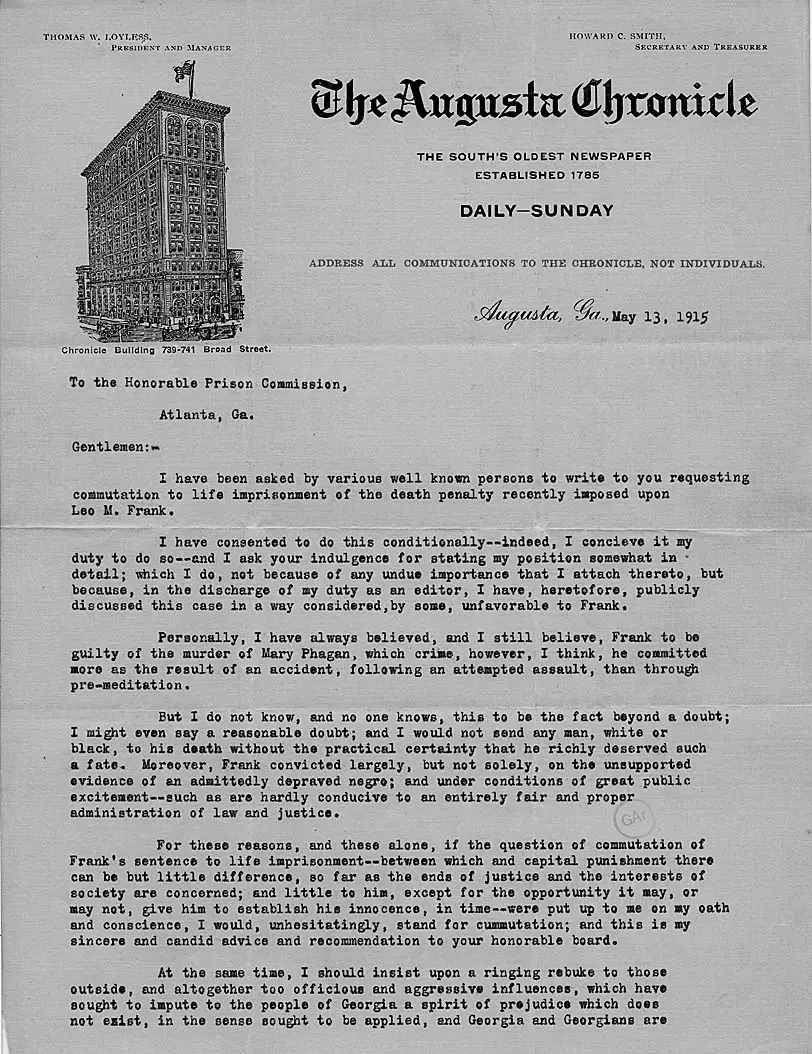 THOMAS W. LOYLESS,
PRESIDENT AND MANAGER
HOWARD C. SMITH,
SECRETARY AND TREASURER
The Augusta Chronicle
THE SOUTH'S OLDEST NEWSPAPER
ESTABLISHED 1785
DAILY—SUNDAY
ADDRESS ALL COMMUNICATIONS TO THE CHRONICLE, NOT INDIVIDUALS.
Augusta, Ga., May 13, 1915
Chronicle Building 739-741 Broad Street.
To the Honorable Prison Commission,
Atlanta, Ga.
Gentlemen:-
I have been asked by various well known persons to write to you requesting
commutation to life imprisonment of the death penalty recently imposed upon
Leo M. Frank.
I have consented to do this conditionally--indeed, I concieve it my
duty to do so--and I ask your indulgence for stating my position somewhat in
detail; which I do, not because of any undue importance that I attach thereto, but
because, in the discharge of my duty as an editor, I have, heretofore, publicly
discussed this case in a way considered,by some, unfavorable to Frank.
Personally, I have always believed, and I still believe, Frank to be
guilty of the murder of Mary Phagan, which crime, however, I think, he committed
more as the result of an accident, following an attempted assault, than through
pre-meditation.
But I do not know, and no one knows, this to be the fact beyond a doubt;
I might even say a reasonable doubt; and I would not send any man, white or
black, to his death without the practical certainty that he richly deserved such
a fate. Moreover, Frank convicted largely, but not solely, on the unsupported
evidence of an admittedly depraved negro; and under conditions of great public
excitement--such as are hardly conducive to an entirely fair and proper
administration of law and justice.
GAr
For these reasons, and these alone, if the question of commutation of
Frank's sentence to life imprisonment--between which and capital punishment there
can be but little difference, so far as the ends of justice and the interests of
society are concerned; and little to him, except for the opportunity it may, or
may not, give him to establish his innocence, in time--were put up to me on my oath
and conscience, I would, unhesitatingly, stand for cummutation; and this is my
sincere and candid advice and recommendation to your honorable board.
At the same time, I should insist upon a ringing rebuke to those
outside, and altogether too officious and aggressive influences, which have
sought to impute to the people of Georgia a spirit of prejudice which does
not exist, in the sense sought to be applied, and Georgia and Georgians are